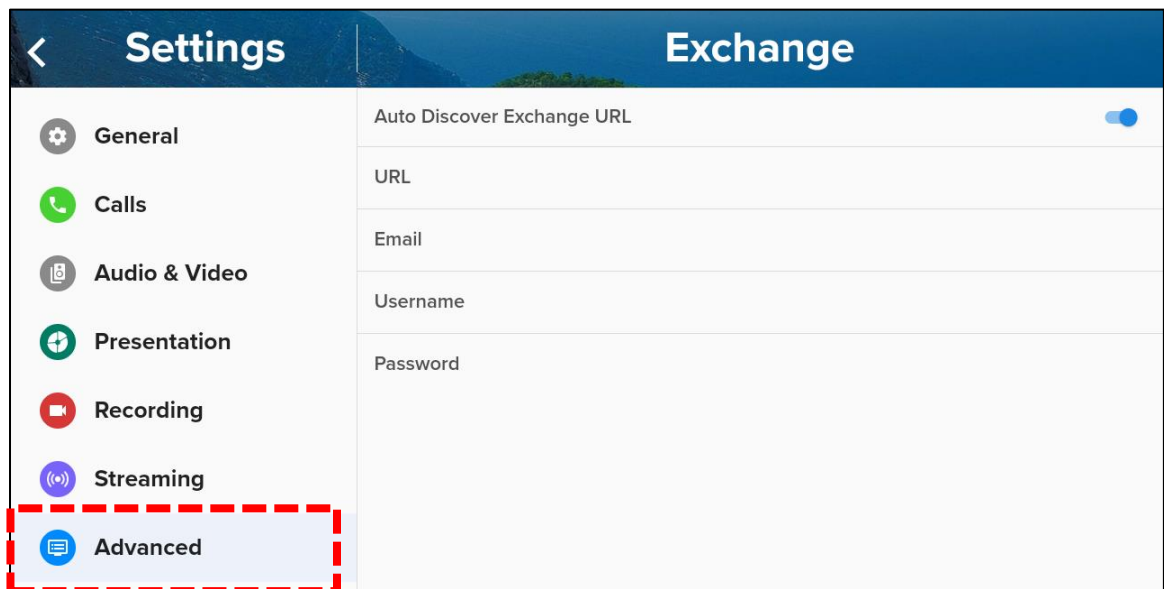 Settings
Exchange
General
Calls
Audio & Video
Presentation
Recording
Streaming
Advanced
Auto Discover Exchange URL
URL
Email
Username
Password